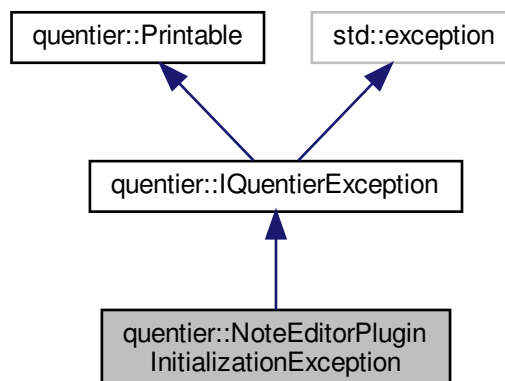 quentier::Printable
std::exception
quentier::IQuentierException
quentier::NoteEditorPlugin
InitializationException